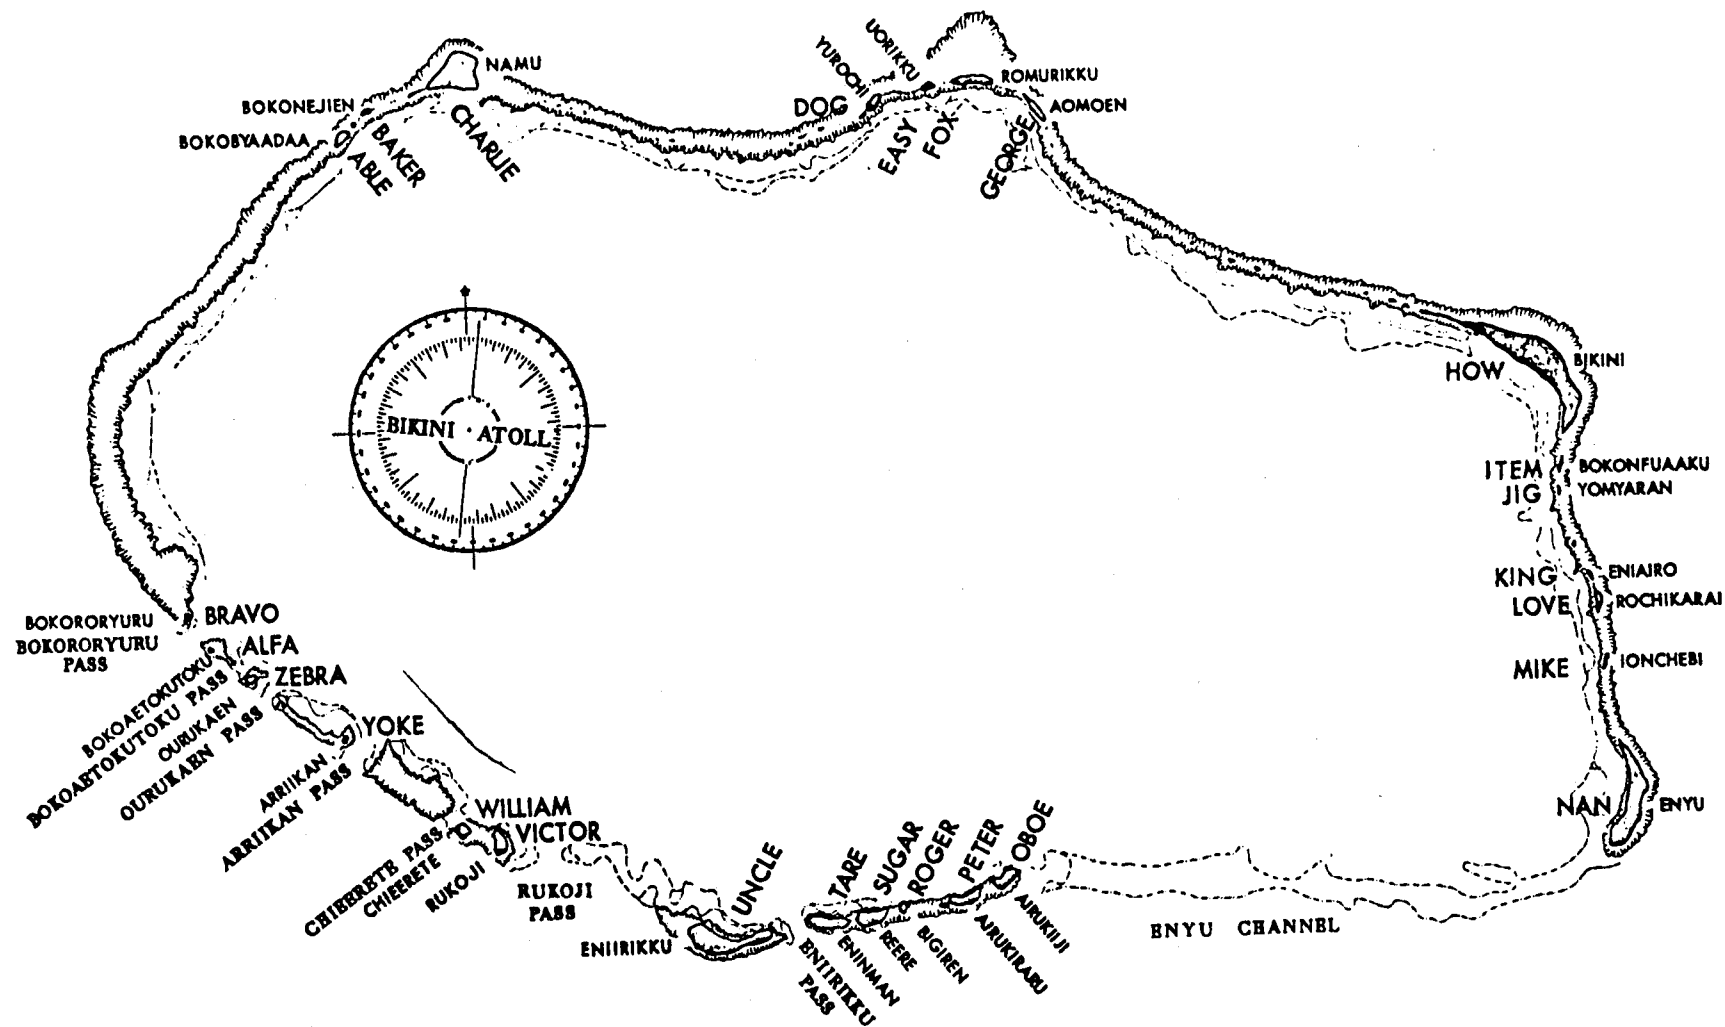 NAMU
BOKONEJIEN
BOKOBYAADAA
CHARLIE
BAKER
ABLE
UORIKKU
YUROCHI
DOG
ROMURIKKU
AOMOEN
EASY
FOX
GEORGE
BIKINI
HOW
BIKINI · ATOLL
ITEM
BOKONFUAAKU
JIG
YOMYARAN
KING
ENIAIRO
LOVE
ROCHIKARAI
MIKE
IONCHEBI
NAN
ENYU
BOKORORYURU
BRAVO
BOKORORYURU
PASS
ALFA
ZEBRA
BOKOAETOKUTOKU
BOKOAETOKUTOKU PASS
OURUKAEN
OURUKAEN PASS
YOKE
ARRIIKAN
ARRIIKAN PASS
WILLIAM
VICTOR
CHIEERETE PASS
CHIEERETE
RUKOJI
RUKOJI
PASS
UNCLE
ENIIRIKKU
ENIIRIKKU
PASS
TARE
SUGAR
ROGER
PETER
OBOE
ENINMAN
REERE
BIGIREN
AIRUKIRARU
AIRUKIIJI
ENYU CHANNEL